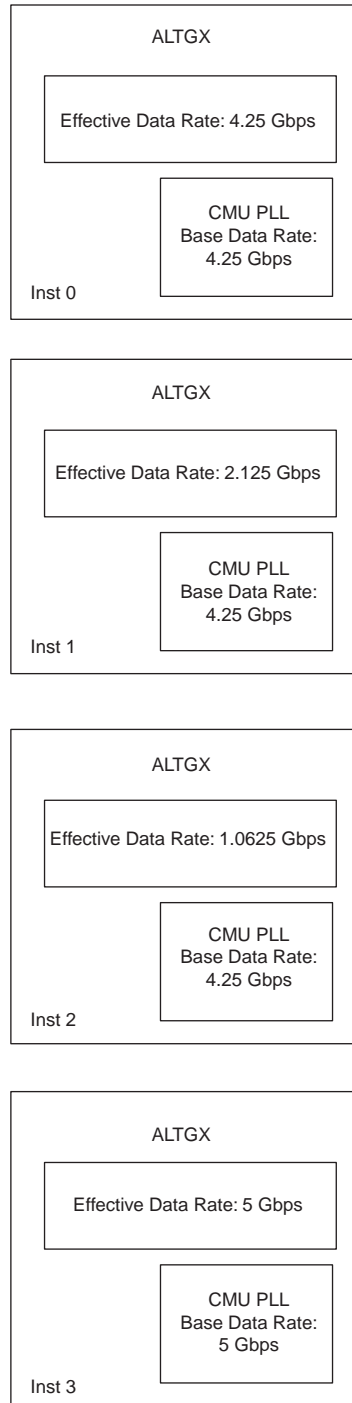 ALTGX
Effective Data Rate: 4.25 Gbps
CMU PLL
Base Data Rate:
4.25 Gbps
Inst 0
ALTGX
Effective Data Rate: 2.125 Gbps
CMU PLL
Base Data Rate:
4.25 Gbps
Inst 1
ALTGX
Effective Data Rate: 1.0625 Gbps
CMU PLL
Base Data Rate:
4.25 Gbps
Inst 2
ALTGX
Effective Data Rate: 5 Gbps
CMU PLL
Base Data Rate:
5 Gbps
Inst 3